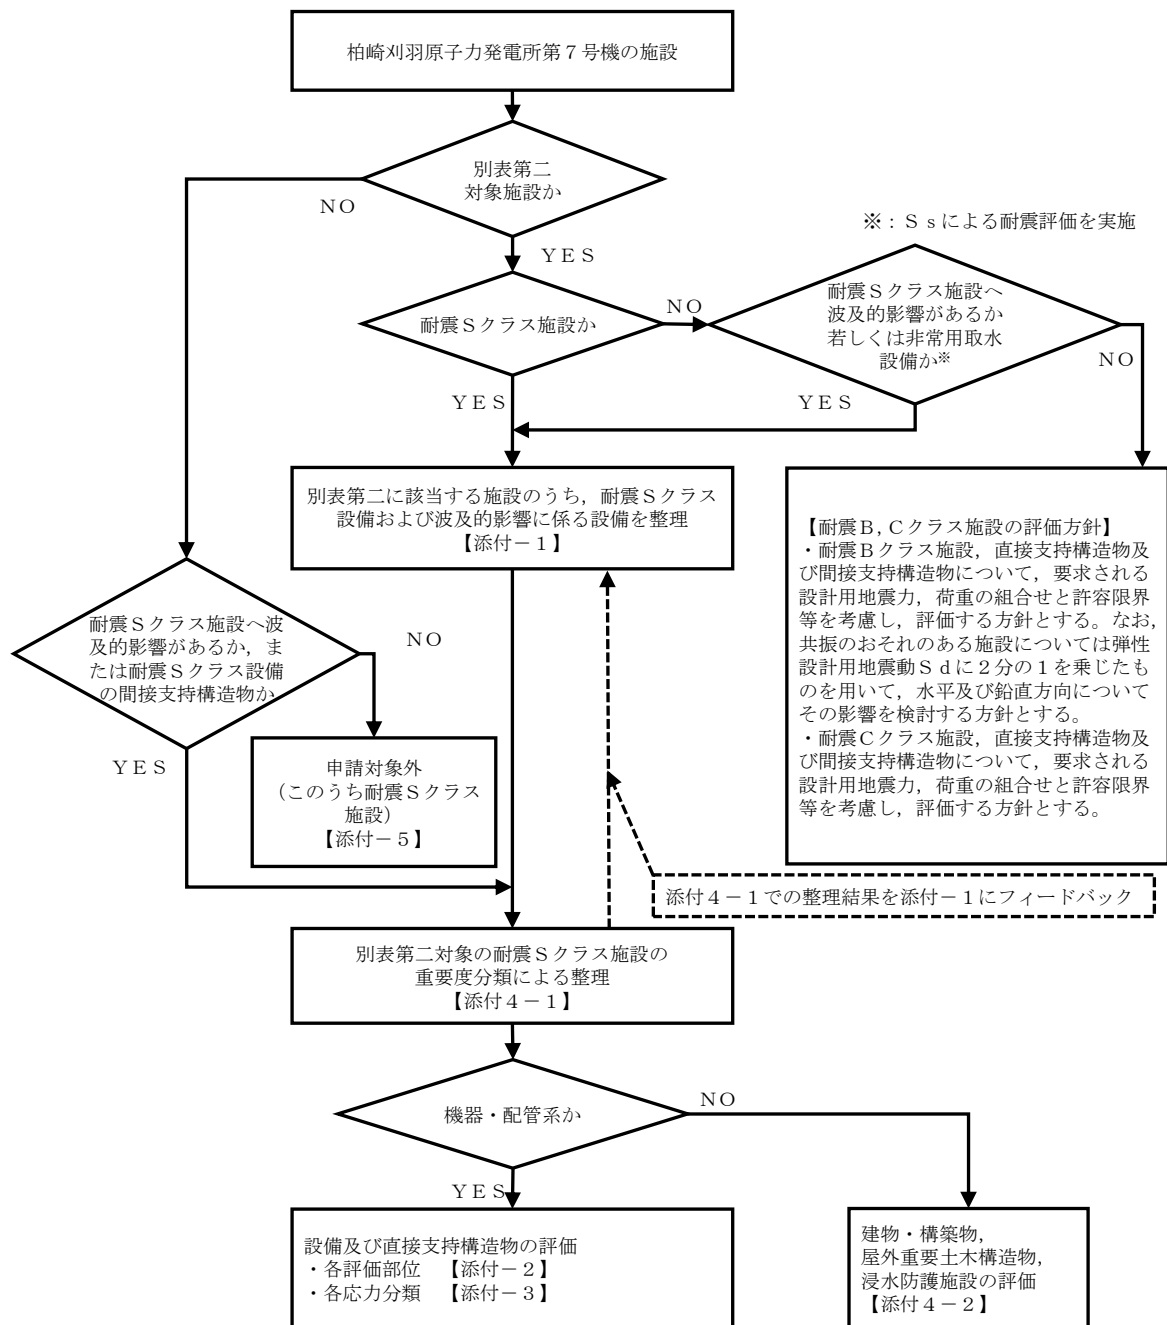 柏崎刈羽原子力発電所第７号機の施設
別表第二
対象施設か
NO
YES
※：Ｓｓによる耐震評価を実施
耐震Ｓクラス施設か
NO
耐震Ｓクラス施設へ
波及的影響があるか
若しくは非常用取水
設備か※
NO
YES
YES
別表第二に該当する施設のうち，耐震Ｓクラス
設備および波及的影響に係る設備を整理
【添付－１】
【耐震Ｂ，Ｃクラス施設の評価方針】
・耐震Ｂクラス施設，直接支持構造物及
び間接支持構造物について，要求される
設計用地震力，荷重の組合せと許容限界
等を考慮し，評価する方針とする。なお，
共振のおそれのある施設については弾性
設計用地震動Ｓｄに２分の１を乗じたも
のを用いて，水平及び鉛直方向について
その影響を検討する方針とする。
・耐震Ｃクラス施設，直接支持構造物及
び間接支持構造物について，要求される
設計用地震力，荷重の組合せと許容限界
等を考慮し，評価する方針とする。
耐震Ｓクラス施設へ波
及的影響があるか，ま
たは耐震Ｓクラス設備
の間接支持構造物か
NO
YES
申請対象外
（このうち耐震Ｓクラス
施設）
【添付－５】
添付４－１での整理結果を添付－１にフィードバック
別表第二対象の耐震Ｓクラス施設の
重要度分類による整理
【添付４－１】
機器・配管系か
NO
YES
設備及び直接支持構造物の評価
・各評価部位　【添付－２】
・各応力分類　【添付－３】
建物・構築物，
屋外重要土木構造物，
浸水防護施設の評価
【添付４－２】